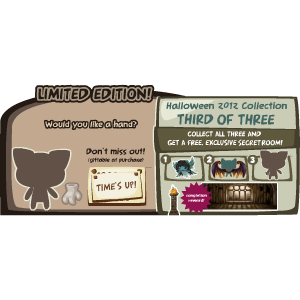 LIMITED EDITION!
Would you like a hand?
Don't miss out!
(giftable at purchase)
TIME'S UP!
Halloween 2012 Collection
THIRD OF THREE
COLLECT ALL THREE AND
GET A FREE, EXCLUSIVE SECRET ROOM!
1
2
3
completion
reward!